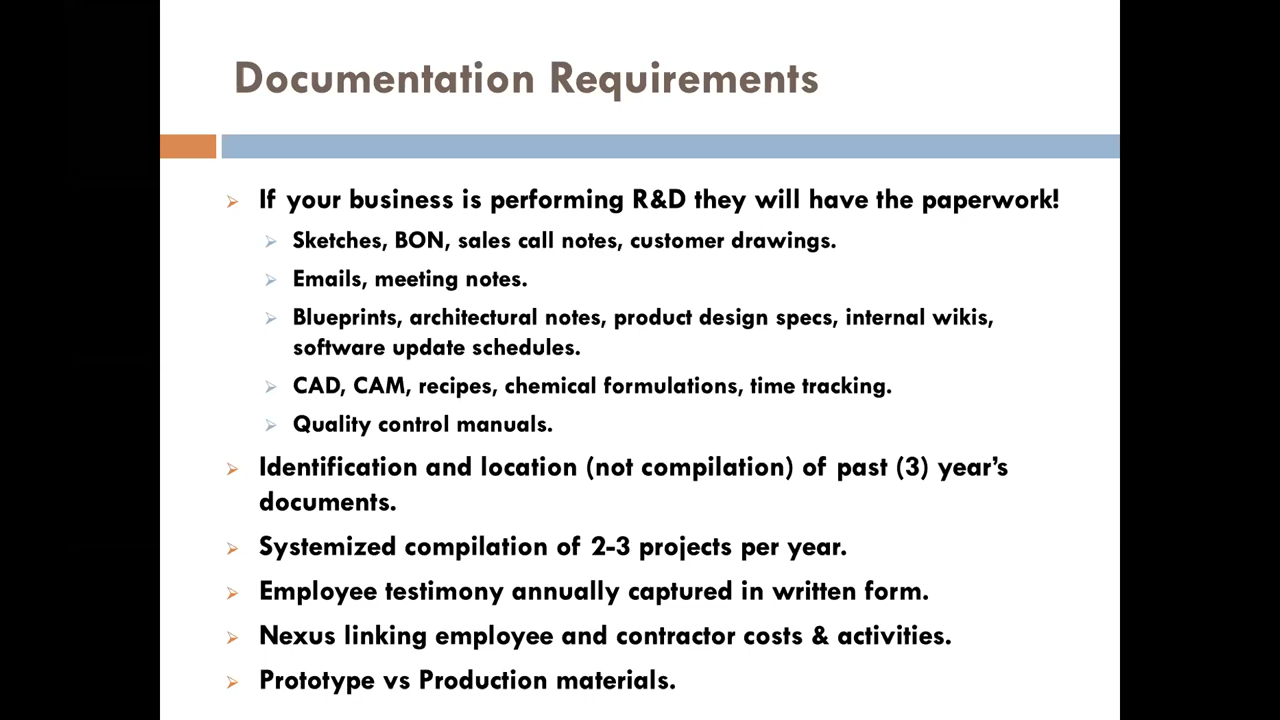 Documentation Requirements
If your business is performing R&D they will have the paperwork!
Sketches, BON, sales call notes, customer drawings.
Emails, meeting notes.
Blueprints, architectural notes, product design specs, internal wikis,
software update schedules.
CAD, CAM, recipes, chemical formulations, time tracking.
Quality control manuals.
Identification and location (not compilation) of past (3) year’s
documents.
Systemized compilation of 2-3 projects per year.
Employee testimony annually captured in written form.
Nexus linking employee and contractor costs & activities.
Prototype vs Production materials.